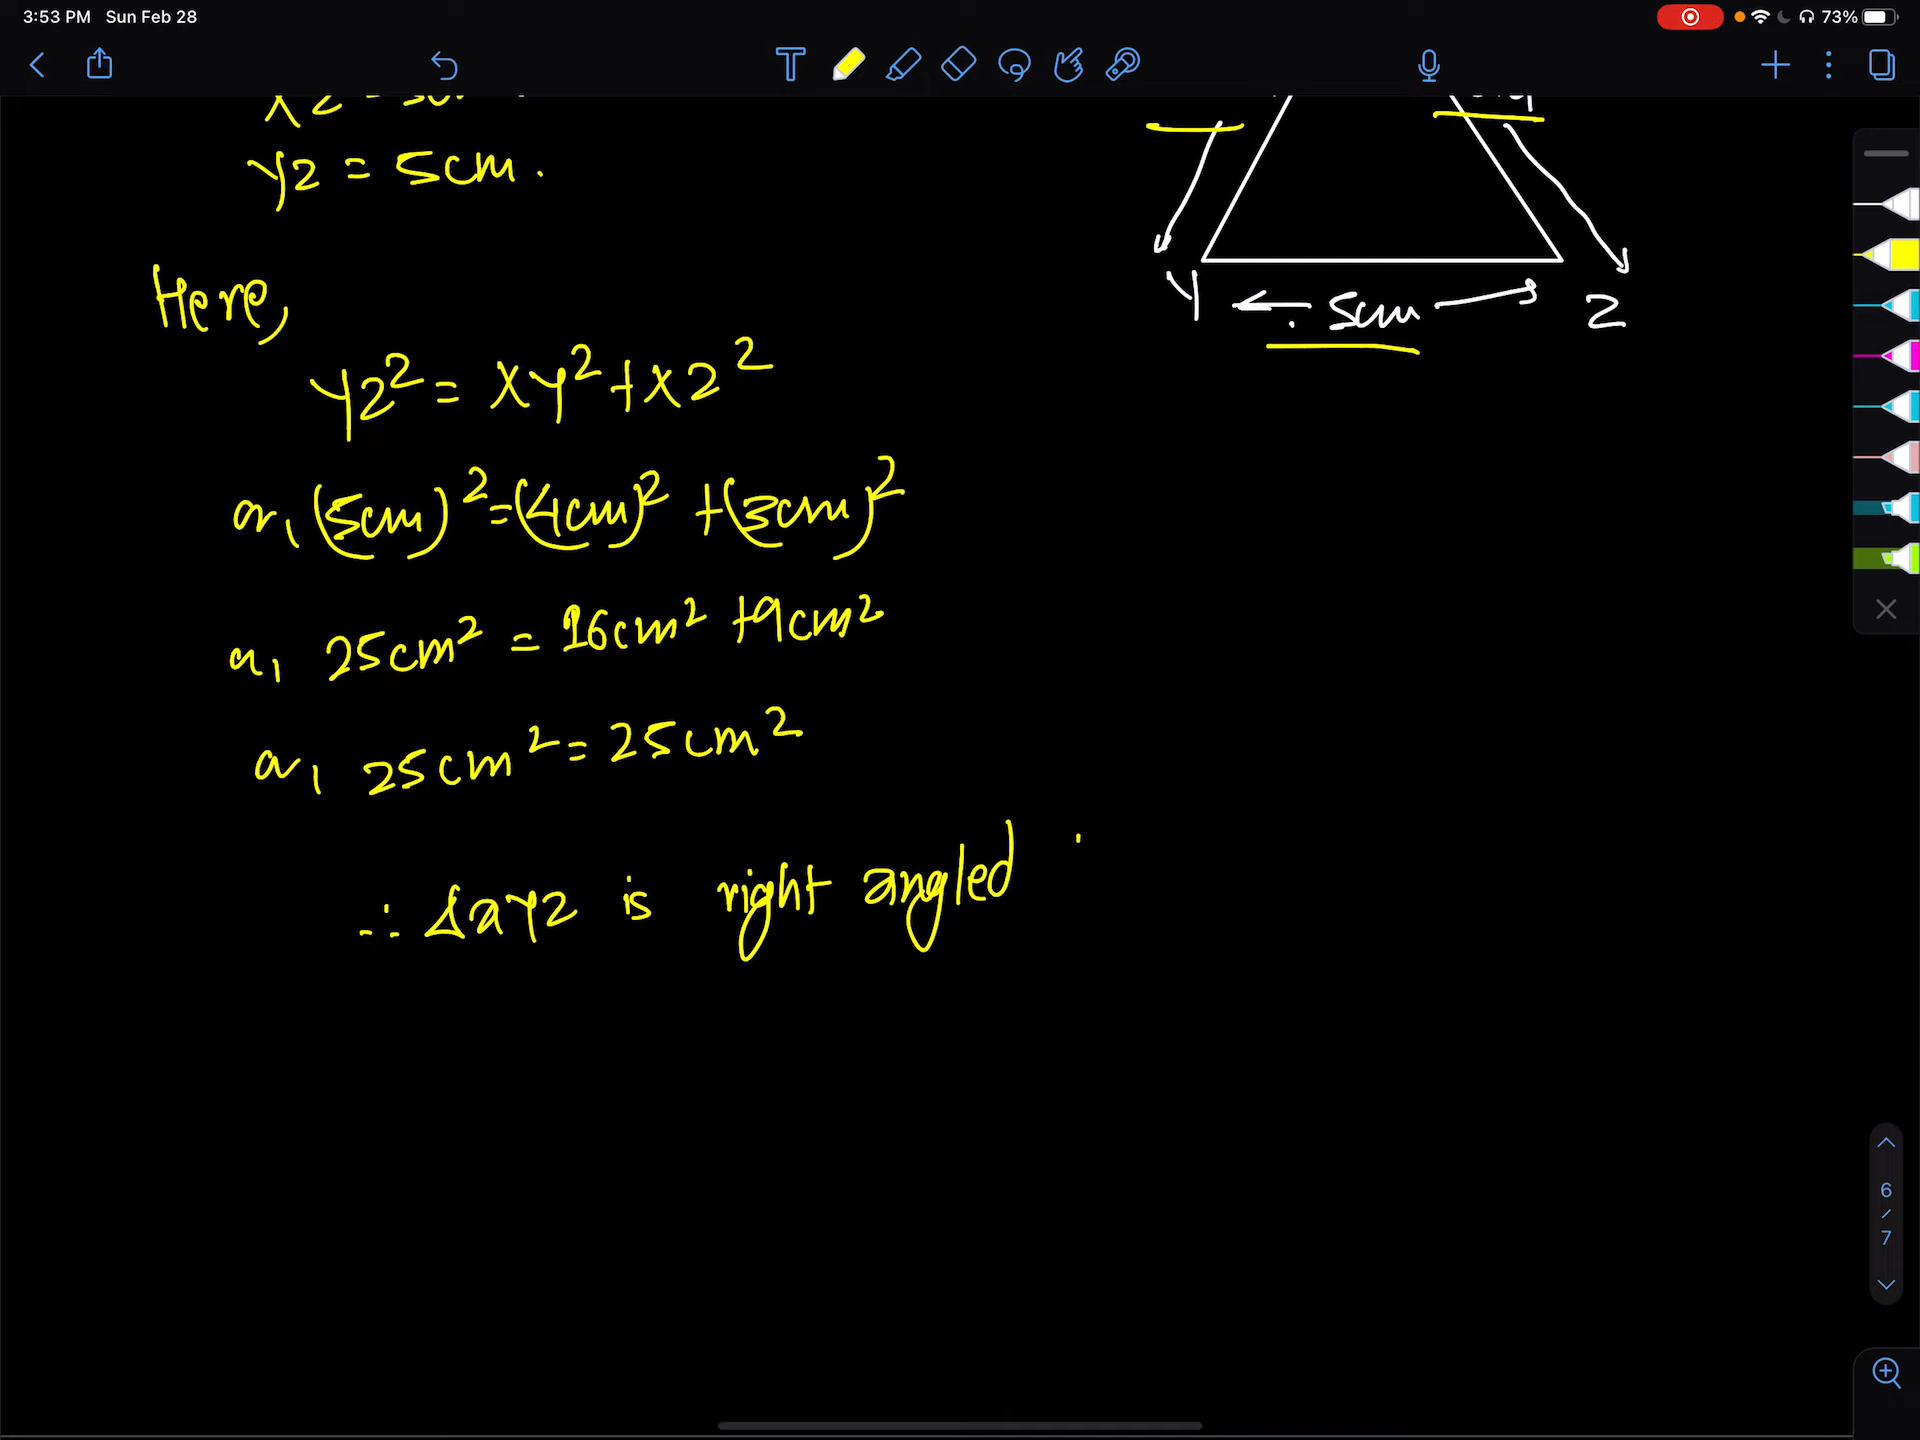 3:53 PM Sun Feb 28
73%
YZ = 5cm.
Y
5cm
Z
Here,
YZ² = XY² + XZ²
or, (5cm)² = (4cm)² + (3cm)²
or, 25cm² = 16cm² + 9cm²
or, 25cm² = 25cm²
∴ ΔXYZ is right angled
6
/
7